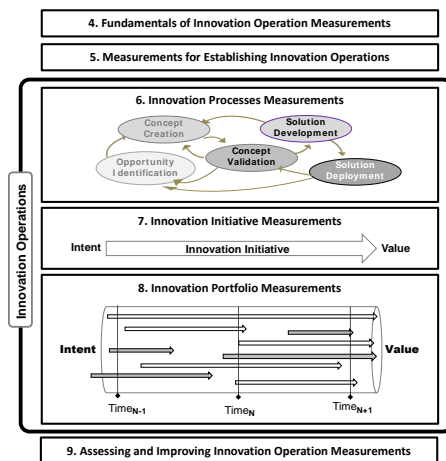 4. Fundamentals of Innovation Operation Measurements
5. Measurements for Establishing Innovation Operations
Innovation Operations
6. Innovation Processes Measurements
Concept
Creation
Solution
Development
Concept
Validation
Opportunity
Identification
Solution
Deployment
7. Innovation Initiative Measurements
Intent
Innovation Initiative
Value
8. Innovation Portfolio Measurements
Intent
Value
TimeN-1
TimeN
TimeN+1
9. Assessing and Improving Innovation Operation Measurements